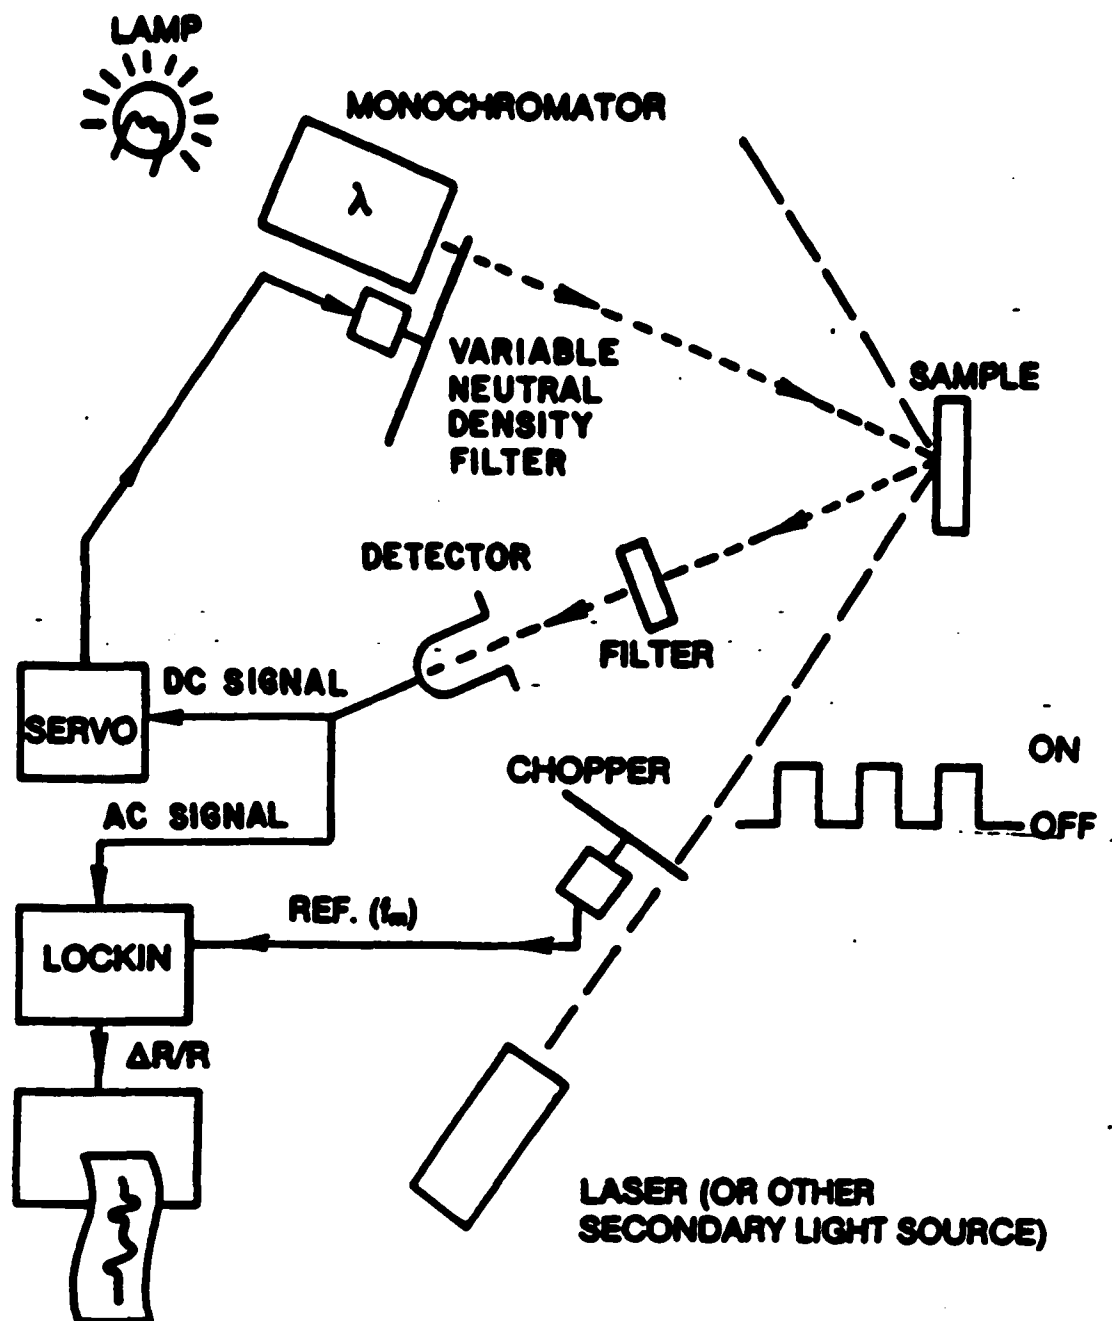 LAMP
MONOCHROMATOR
λ
VARIABLE
NEUTRAL
DENSITY
FILTER
SAMPLE
DETECTOR
FILTER
DC SIGNAL
SERVO
CHOPPER
ON
OFF
AC SIGNAL
REF. (fm)
LOCKIN
ΔR/R
LASER (OR OTHER
SECONDARY LIGHT SOURCE)